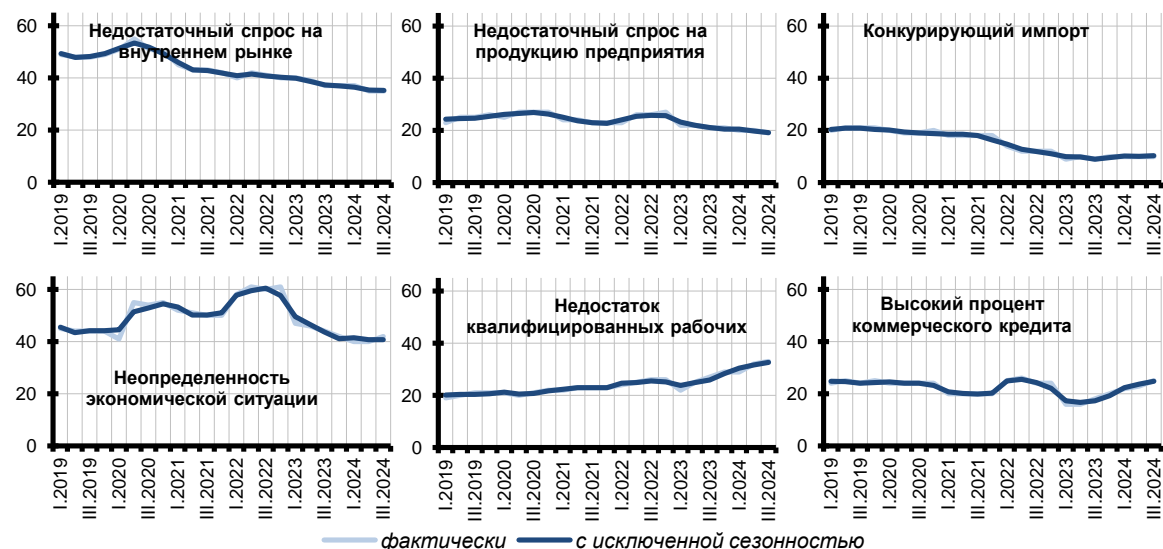 Недостаточный спрос на
внутреннем рынке
60
40
20
0
I.2019
III.2019
I.2020
III.2020
I.2021
III.2021
I.2022
III.2022
I.2023
III.2023
I.2024
III.2024
Недостаточный спрос на
продукцию предприятия
60
40
20
0
I.2019
III.2019
I.2020
III.2020
I.2021
III.2021
I.2022
III.2022
I.2023
III.2023
I.2024
III.2024
Конкурирующий импорт
60
40
20
0
I.2019
III.2019
I.2020
III.2020
I.2021
III.2021
I.2022
III.2022
I.2023
III.2023
I.2024
III.2024
60
40
20
0
Неопределенность
экономической ситуации
I.2019
III.2019
I.2020
III.2020
I.2021
III.2021
I.2022
III.2022
I.2023
III.2023
I.2024
III.2024
Недостаток
квалифицированных рабочих
60
40
20
0
I.2019
III.2019
I.2020
III.2020
I.2021
III.2021
I.2022
III.2022
I.2023
III.2023
I.2024
III.2024
Высокий процент
коммерческого кредита
60
40
20
0
I.2019
III.2019
I.2020
III.2020
I.2021
III.2021
I.2022
III.2022
I.2023
III.2023
I.2024
III.2024
фактически
с исключенной сезонностью